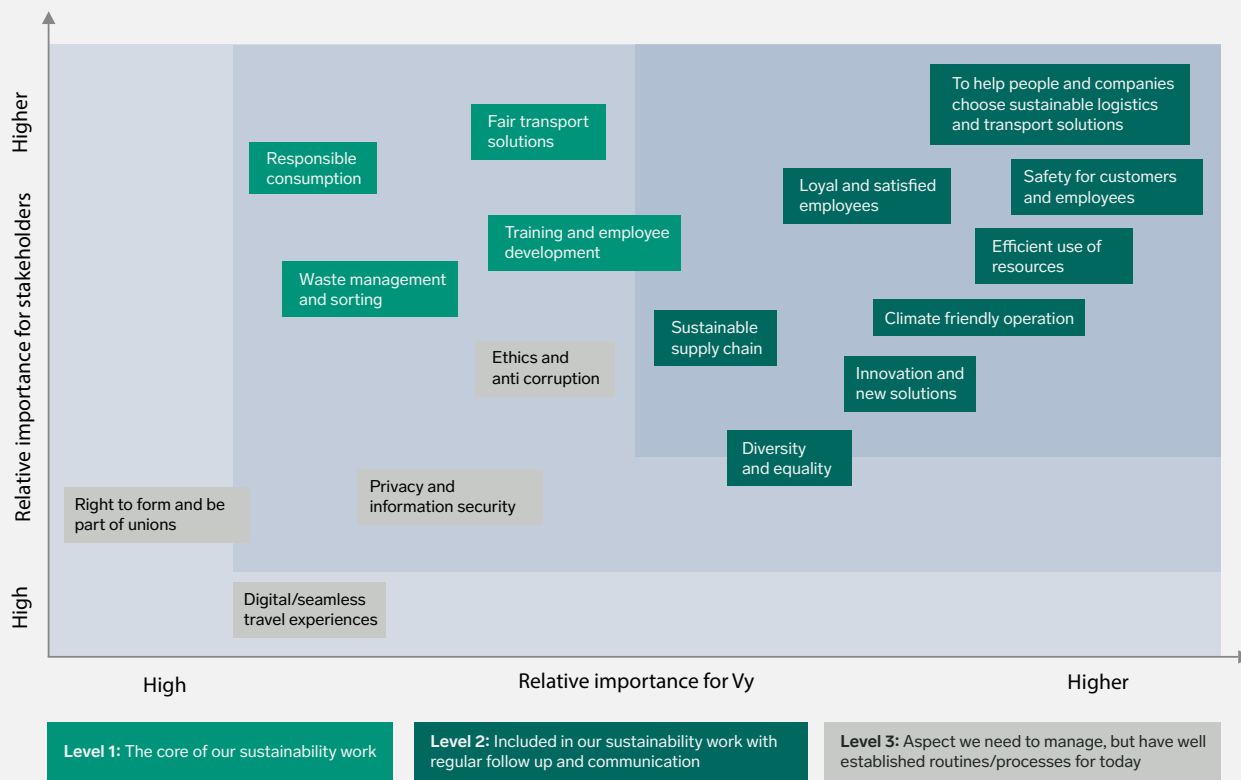 Higher
Relative importance for stakeholders
High
To help people and companies
choose sustainable logistics
and transport solutions
Fair transport
solutions
Responsible
consumption
Loyal and satisfied
employees
Safety for customers
and employees
Training and employee
development
Efficient use of
resources
Waste management
and sorting
Climate friendly operation
Sustainable
supply chain
Ethics and
anti corruption
Innovation and
new solutions
Diversity
and equality
Privacy and
information security
Right to form and be
part of unions
Digital/seamless
travel experiences
High
Relative importance for Vy
Higher
Level 1: The core of our sustainability work
Level 2: Included in our sustainability work with
regular follow up and communication
Level 3: Aspect we need to manage, but have well
established routines/processes for today